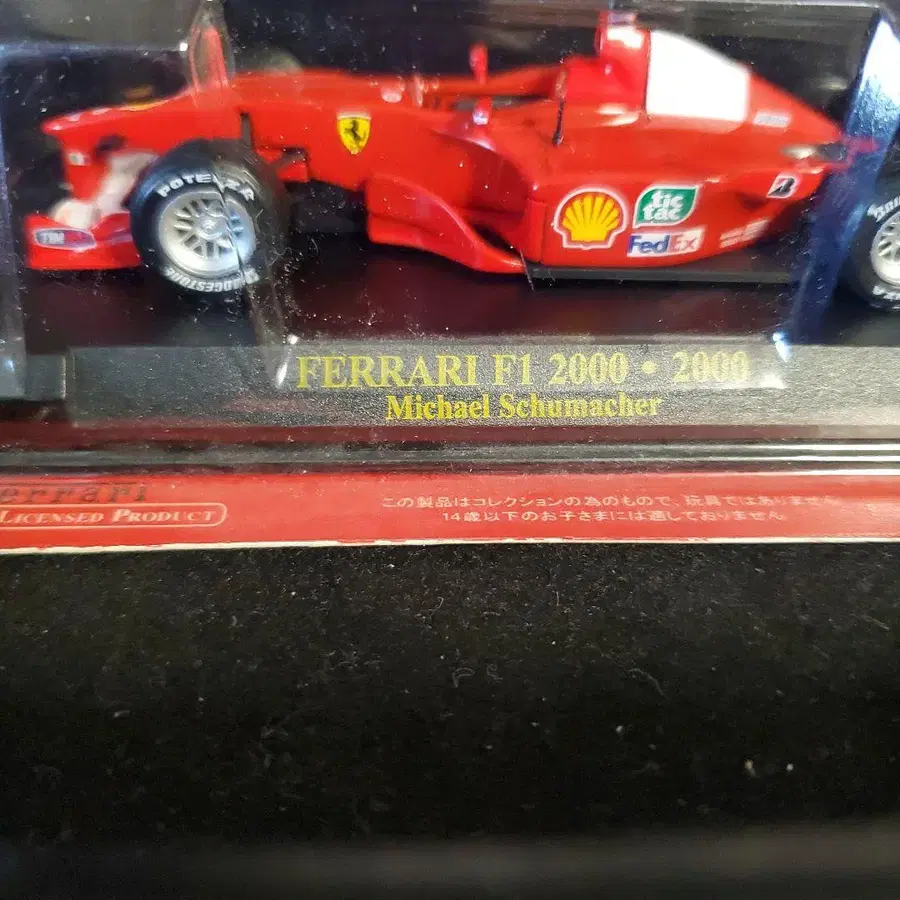 POTENZA
BRIDGESTONE
TIM
tic
tac
FedEx
FERRARI F1 2000 • 2000
Michael Schumacher
Ferrari
LICENSED PRODUCT
この製品はコレクションの為のもので、玩具ではありません。
14歳以下のお子さまには適しておりません